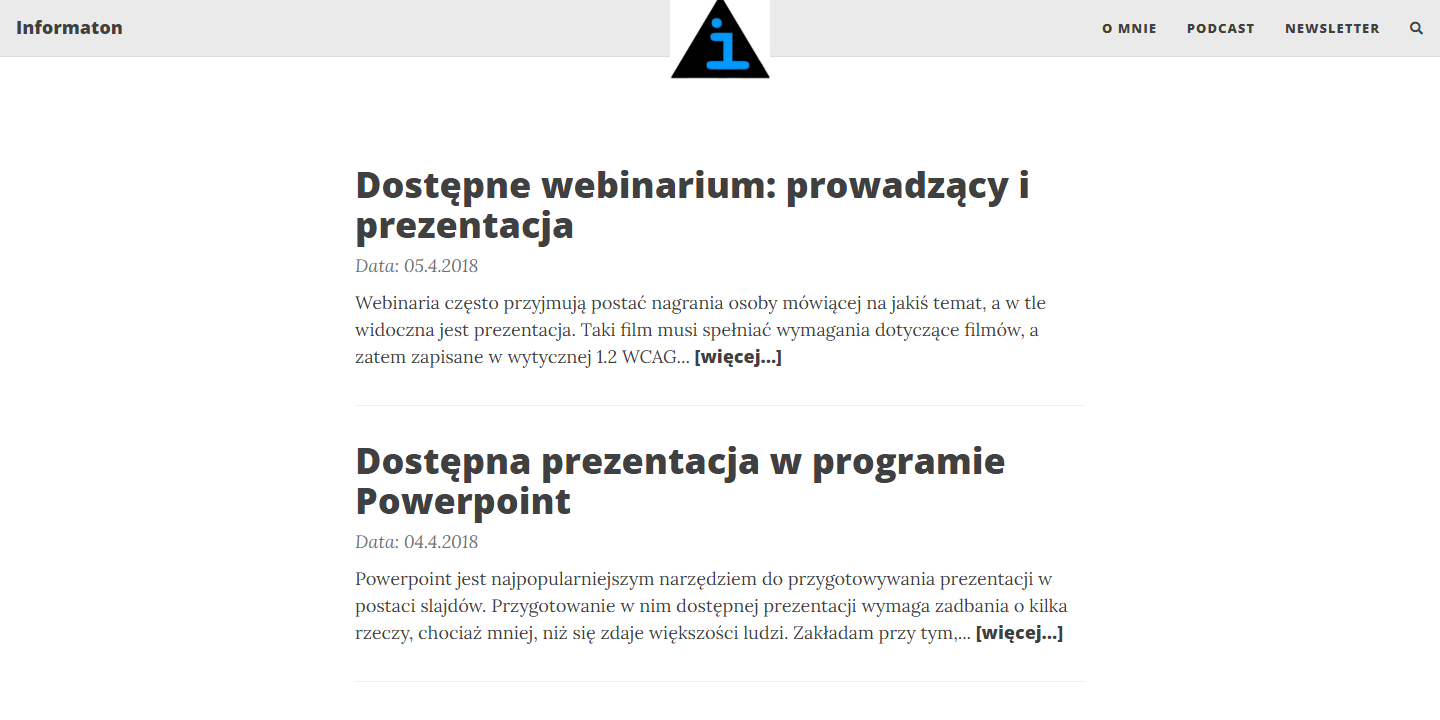 Informaton
i
O MNIE
PODCAST
NEWSLETTER
Dostępne webinarium: prowadzący i
prezentacja
Data: 05.4.2018
Webinaria często przyjmują postać nagrania osoby mówiącej na jakiś temat, a w tle
widoczna jest prezentacja. Taki film musi spełniać wymagania dotyczące filmów, a
zatem zapisane w wytycznej 1.2 WCAG... [więcej...]
Dostępna prezentacja w programie
Powerpoint
Data: 04.4.2018
Powerpoint jest najpopularniejszym narzędziem do przygotowywania prezentacji w
postaci slajdów. Przygotowanie w nim dostępnej prezentacji wymaga zadbania o kilka
rzeczy, chociaż mniej, niż się zdaje większości ludzi. Zakładam przy tym,... [więcej...]